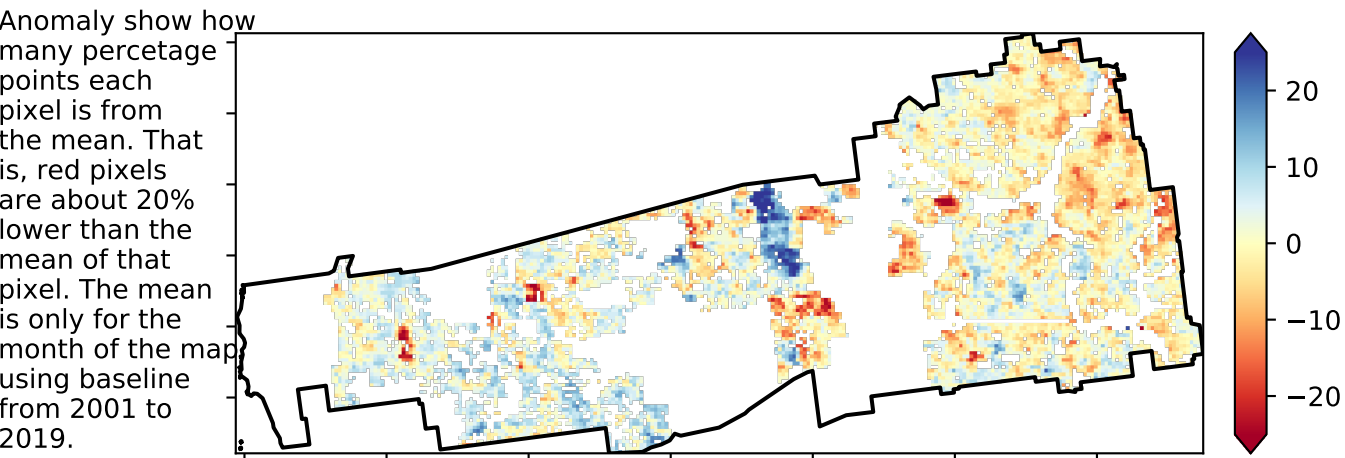 Anomaly show how
many percetage
points each
pixel is from
the mean. That
is, red pixels
are about 20%
lower than the
mean of that
pixel. The mean
is only for the
month of the map
using baseline
from 2001 to
2019.
20
10
0
−10
−20